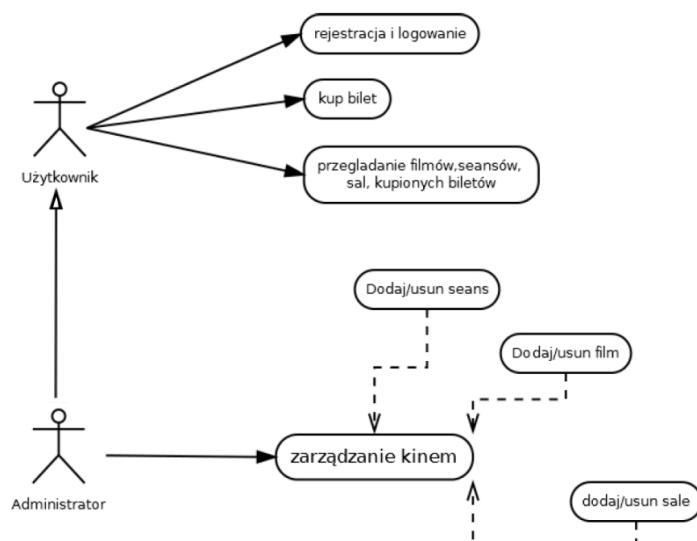 rejestracja i logowanie
kup bilet
przegladanie filmów,seansów,
sal, kupionych biletów
Użytkownik
Dodaj/usun seans
Dodaj/usun film
zarządzanie kinem
Administrator
dodaj/usun sale